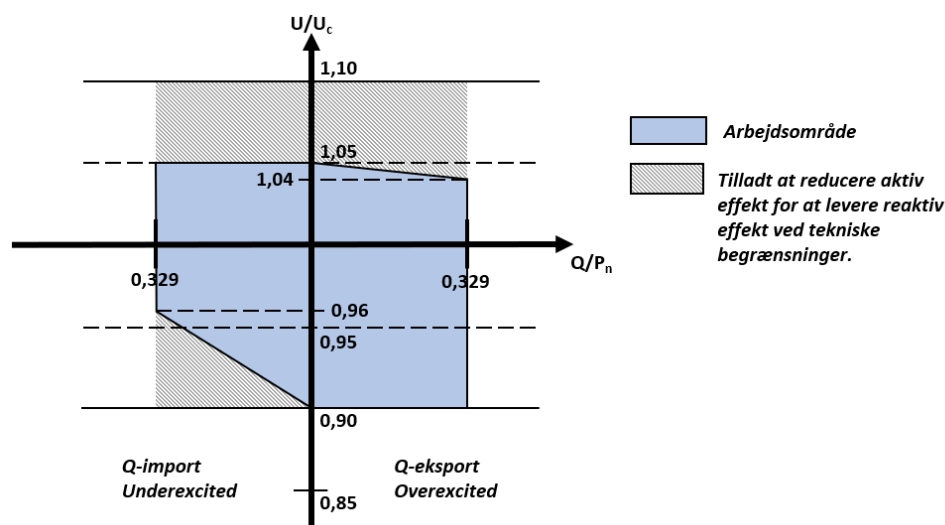 U/Uc
1,10
1,05
1,04
Arbejdsområde
Tilladt at reducere aktiv
effekt for at levere reaktiv
effekt ved tekniske
begrænsninger.
Q/Pn
0,329
0,329
0,96
0,95
0,90
Q-import
Underexcited
Q-eksport
Overexcited
0,85